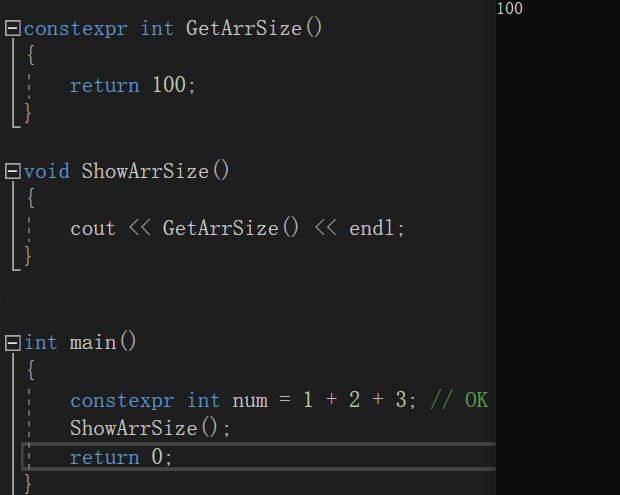 constexpr int GetArrSize()
{
return 100;
}
void ShowArrSize()
{
cout << GetArrSize() << endl;
}
int main()
{
constexpr int num = 1 + 2 + 3; // OK
ShowArrSize();
return 0;
}
100